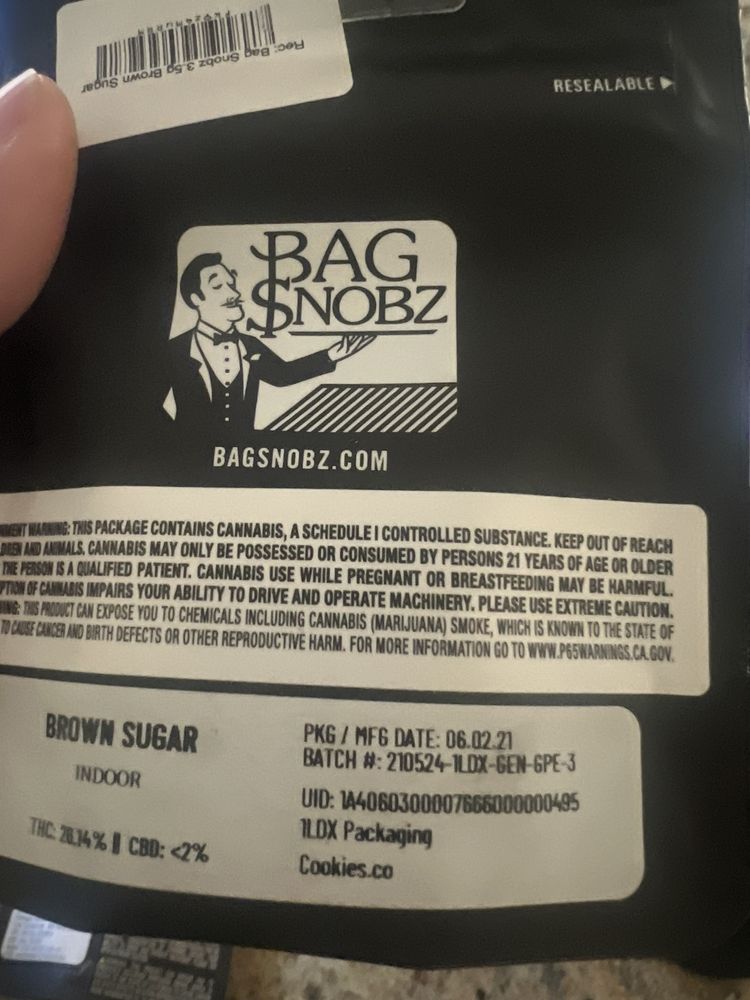 Rec: Bag Snobz 3.5g Brown Sugar
RESEALABLE
BAG
$NOBZ
BAGSNOBZ.COM
WARNING: THIS PACKAGE CONTAINS CANNABIS, A SCHEDULE I CONTROLLED SUBSTANCE. KEEP OUT OF REACH
AND ANIMALS. CANNABIS MAY ONLY BE POSSESSED OR CONSUMED BY PERSONS 21 YEARS OF AGE OR OLDER
THE PERSON IS A QUALIFIED PATIENT. CANNABIS USE WHILE PREGNANT OR BREASTFEEDING MAY BE HARMFUL.
OF CANNABIS IMPAIRS YOUR ABILITY TO DRIVE AND OPERATE MACHINERY. PLEASE USE EXTREME CAUTION.
THIS PRODUCT CAN EXPOSE YOU TO CHEMICALS INCLUDING CANNABIS (MARIJUANA) SMOKE, WHICH IS KNOWN TO THE STATE OF
TO CAUSE CANCER AND BIRTH DEFECTS OR OTHER REPRODUCTIVE HARM. FOR MORE INFORMATION GO TO WWW.P65WARNINGS.CA.GOV.
BROWN SUGAR
INDOOR
THC: 28.14% || CBD: <2%
PKG / MFG DATE: 06.02.21
BATCH #: 210524-1LDX-GEN-GPE-3
UID: 1A4060300007666000000495
1LDX Packaging
Cookies.co